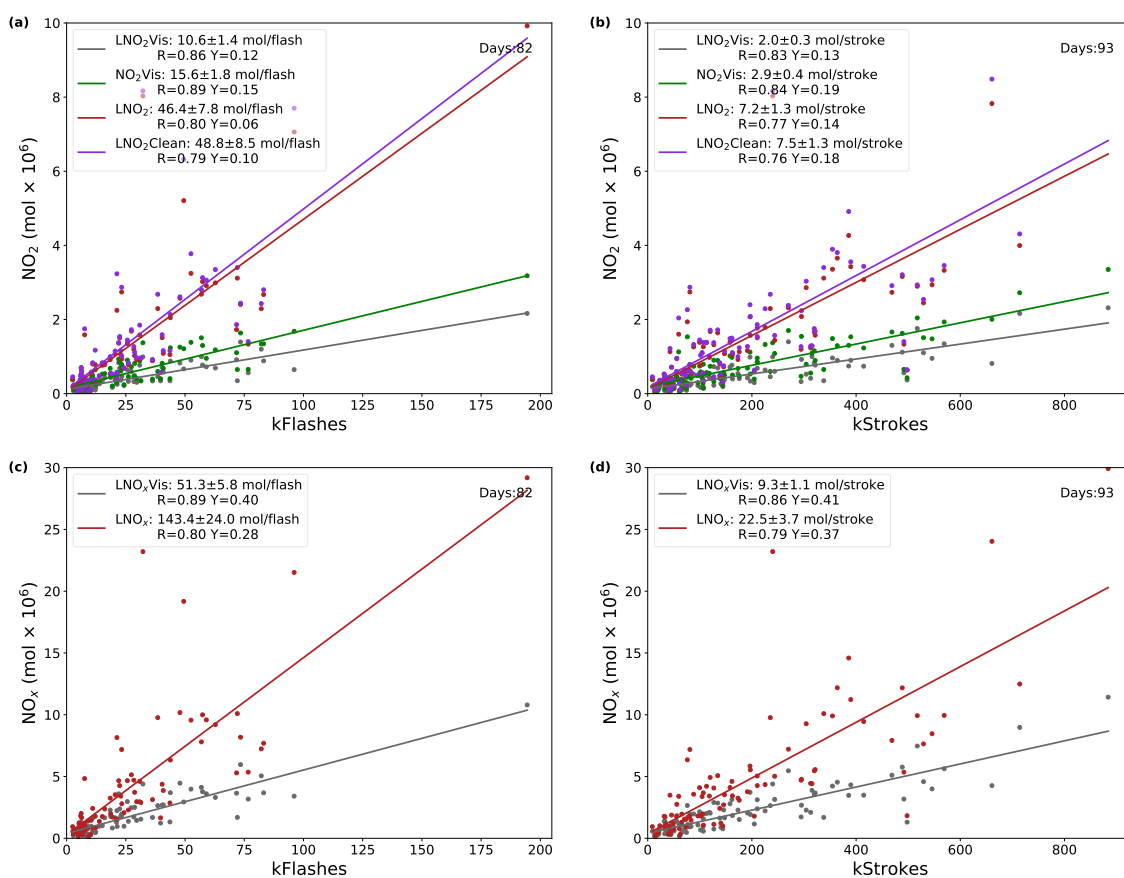 (a)
LNO₂Vis: 10.6±1.4 mol/flash
R=0.86 Y=0.12
NO₂Vis: 15.6±1.8 mol/flash
R=0.89 Y=0.15
LNO₂: 46.4±7.8 mol/flash
R=0.80 Y=0.06
LNO₂Clean: 48.8±8.5 mol/flash
R=0.79 Y=0.10
Days:82
10
8
6
4
2
0
NO₂ (mol × 10⁶)
0 25 50 75 100 125 150 175 200
kFlashes
(b)
LNO₂Vis: 2.0±0.3 mol/stroke
R=0.83 Y=0.13
NO₂Vis: 2.9±0.4 mol/stroke
R=0.84 Y=0.19
LNO₂: 7.2±1.3 mol/stroke
R=0.77 Y=0.14
LNO₂Clean: 7.5±1.3 mol/stroke
R=0.76 Y=0.18
Days:93
10
8
6
4
2
0
NO₂ (mol × 10⁶)
0 200 400 600 800
kStrokes
(c)
LNOₓVis: 51.3±5.8 mol/flash
R=0.89 Y=0.40
LNOₓ: 143.4±24.0 mol/flash
R=0.80 Y=0.28
Days:82
30
25
20
15
10
5
0
NOₓ (mol × 10⁶)
0 25 50 75 100 125 150 175 200
kFlashes
(d)
LNOₓVis: 9.3±1.1 mol/stroke
R=0.86 Y=0.41
LNOₓ: 22.5±3.7 mol/stroke
R=0.79 Y=0.37
Days:93
30
25
20
15
10
5
0
NOₓ (mol × 10⁶)
0 200 400 600 800
kStrokes